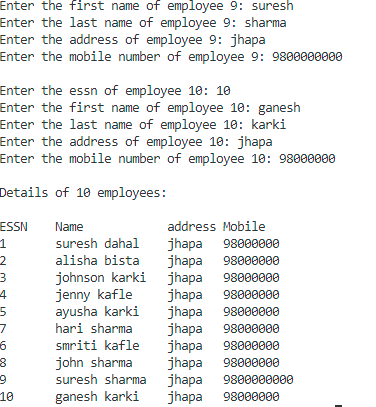 Enter the first name of employee 9: suresh
Enter the last name of employee 9: sharma
Enter the address of employee 9: jhapa
Enter the mobile number of employee 9: 9800000000
Enter the essn of employee 10: 10
Enter the first name of employee 10: ganesh
Enter the last name of employee 10: karki
Enter the address of employee 10: jhapa
Enter the mobile number of employee 10: 98000000
Details of 10 employees:
ESSN Name address Mobile
1 suresh dahal jhapa 98000000
2 alisha bista jhapa 98000000
3 johnson karki jhapa 98000000
4 jenny kafle jhapa 98000000
5 ayusha karki jhapa 98000000
7 hari sharma jhapa 98000000
6 smriti kafle jhapa 98000000
8 john sharma jhapa 98000000
9 suresh sharma jhapa 9800000000
10 ganesh karki jhapa 98000000